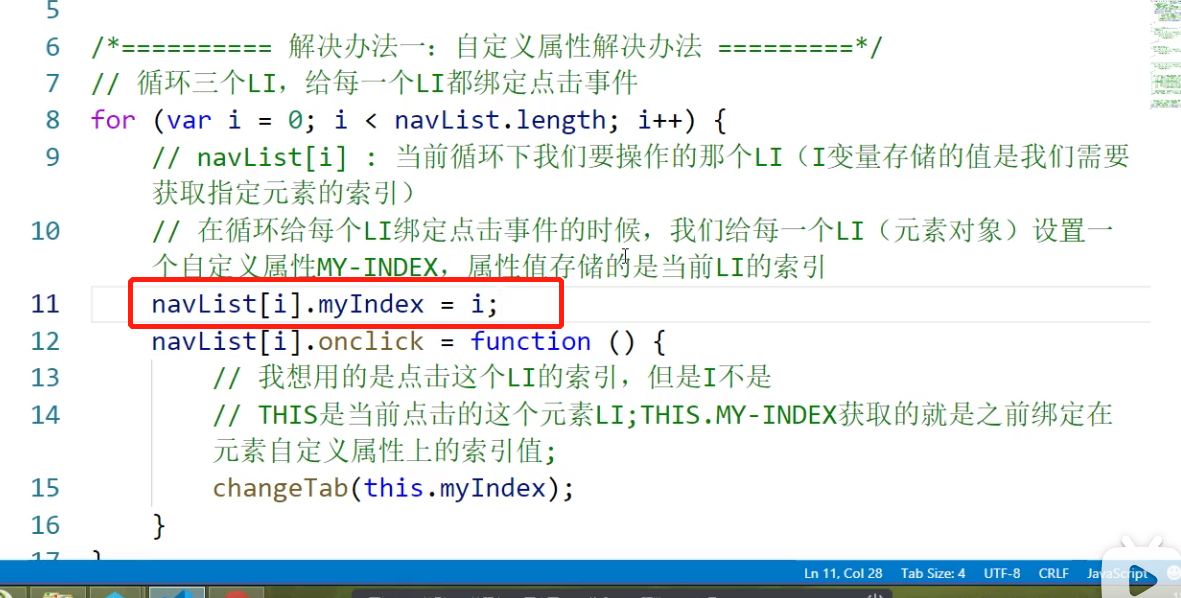 5
6 /*========== 解决办法一：自定义属性解决办法 =========*/
7 // 循环三个LI，给每一个LI都绑定点击事件
8 for (var i = 0; i < navList.length; i++) {
9 // navList[i] : 当前循环下我们要操作的那个LI（I变量存储的值是我们需要
获取指定元素的索引）
10 // 在循环给每个LI绑定点击事件的时候，我们给每一个LI（元素对象）设置一
个自定义属性MY-INDEX，属性值存储的是当前LI的索引
11 navList[i].myIndex = i;
12 navList[i].onclick = function () {
13 // 我想用的是点击这个LI的索引，但是I不是
14 // THIS是当前点击的这个元素LI;THIS.MY-INDEX获取的就是之前绑定在
元素自定义属性上的索引值;
15 changeTab(this.myIndex);
16 }
17 }
Ln 11, Col 28 Tab Size: 4 UTF-8 CRLF JavaScript